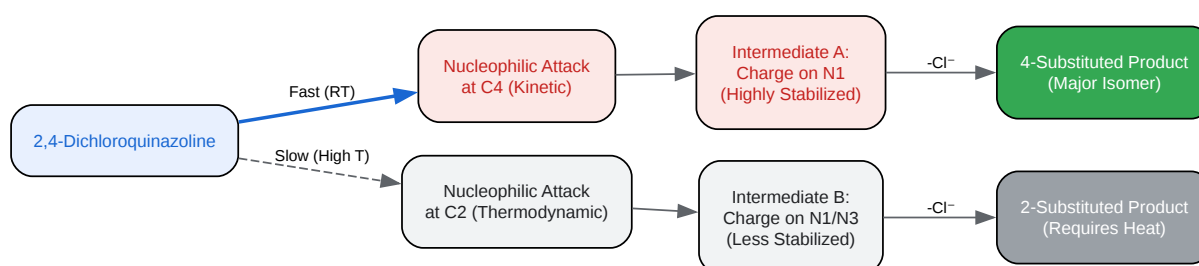 2,4-Dichloroquinazoline
Fast (RT)
Nucleophilic Attack
at C4 (Kinetic)
Intermediate A:
Charge on N1
(Highly Stabilized)
-Cl⁻
4-Substituted Product
(Major Isomer)
Slow (High T)
Nucleophilic Attack
at C2 (Thermodynamic)
Intermediate B:
Charge on N1/N3
(Less Stabilized)
-Cl⁻
2-Substituted Product
(Requires Heat)